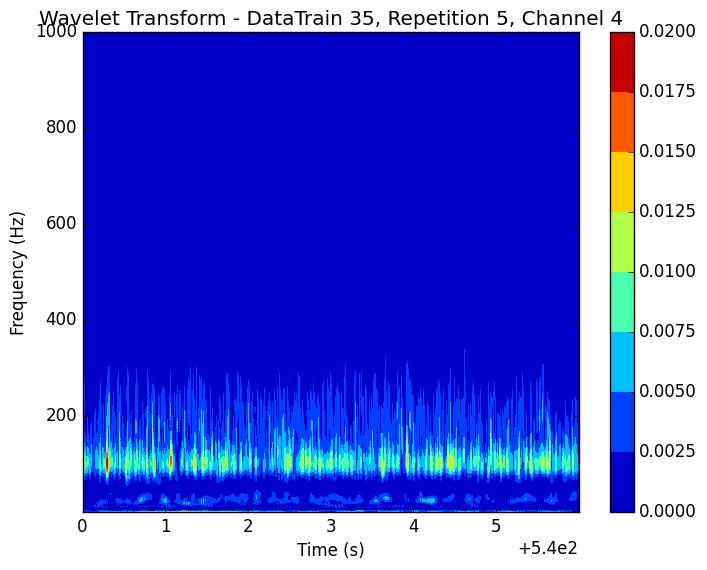 Wavelet Transform - DataTrain 35, Repetition 5, Channel 4
1000
800
600
400
200
Frequency (Hz)
0 1 2 3 4 5
Time (s)
+5.4e2
0.0200
0.0175
0.0150
0.0125
0.0100
0.0075
0.0050
0.0025
0.0000